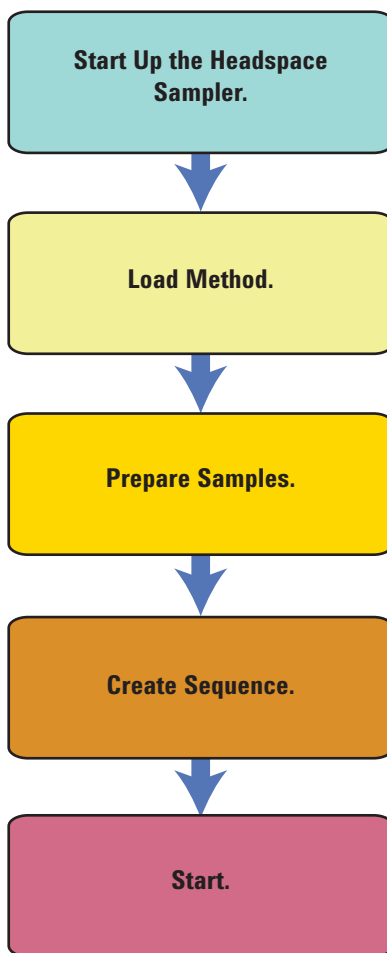 Start Up the Headspace
Sampler.
Load Method.
Prepare Samples.
Create Sequence.
Start.